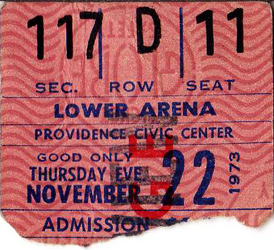 117 D 11
SEC. ROW SEAT
LOWER ARENA
PROVIDENCE CIVIC CENTER
GOOD ONLY
THURSDAY EVE
NOVEMBER 22 1973
ADMISSION